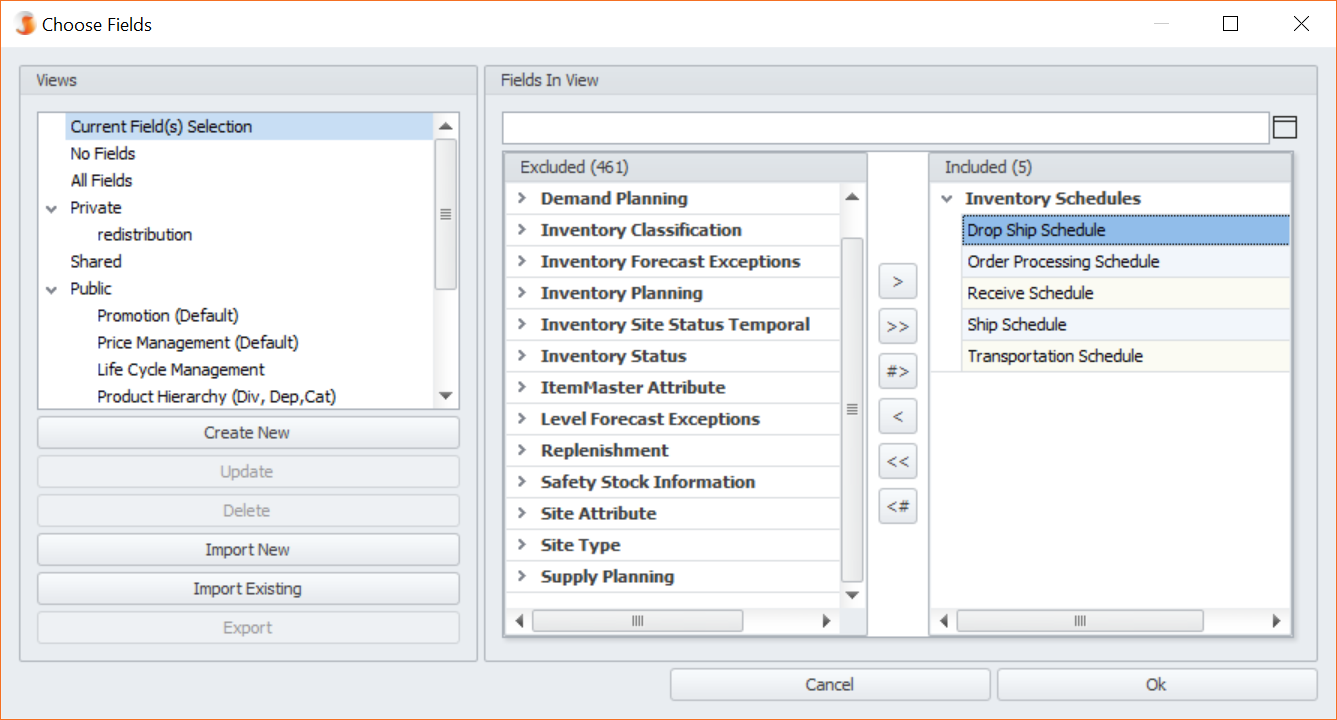 Choose Fields
Views
Current Field(s) Selection
No Fields
All Fields
Private
redistribution
Shared
Public
Promotion (Default)
Price Management (Default)
Life Cycle Management
Product Hierarchy (Div, Dep,Cat)
Create New
Update
Delete
Import New
Import Existing
Export
Fields In View
Excluded (461)
Demand Planning
Inventory Classification
Inventory Forecast Exceptions
Inventory Planning
Inventory Site Status Temporal
Inventory Status
ItemMaster Attribute
Level Forecast Exceptions
Replenishment
Safety Stock Information
Site Attribute
Site Type
Supply Planning
>
>>
#>
<
<<
<#
Included (5)
Inventory Schedules
Drop Ship Schedule
Order Processing Schedule
Receive Schedule
Ship Schedule
Transportation Schedule
Cancel
Ok